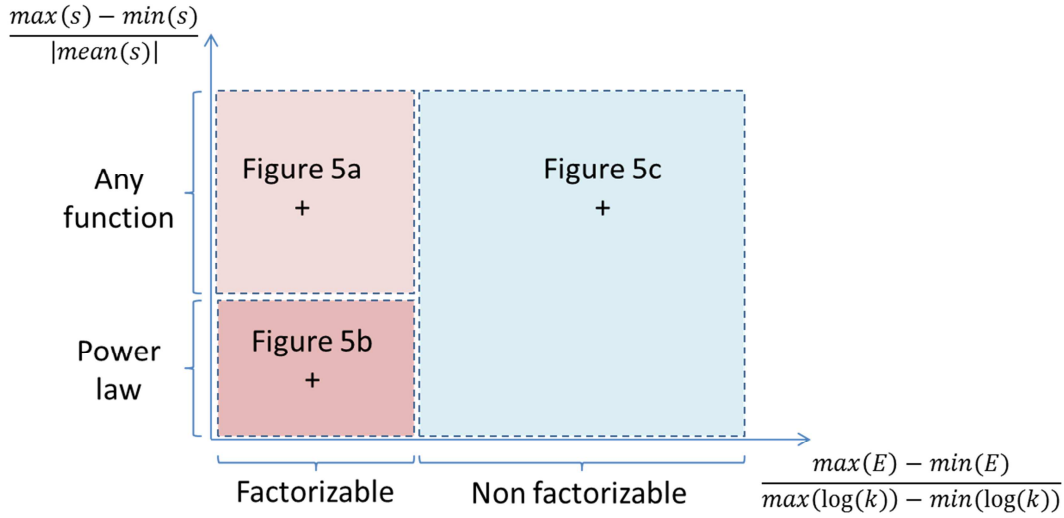 max(s) − min(s)
|mean(s)|
Any
function
Figure 5a
+
Figure 5c
+
Power
law
Figure 5b
+
Factorizable
Non factorizable
max(E) − min(E)
max(log(k)) − min(log(k))